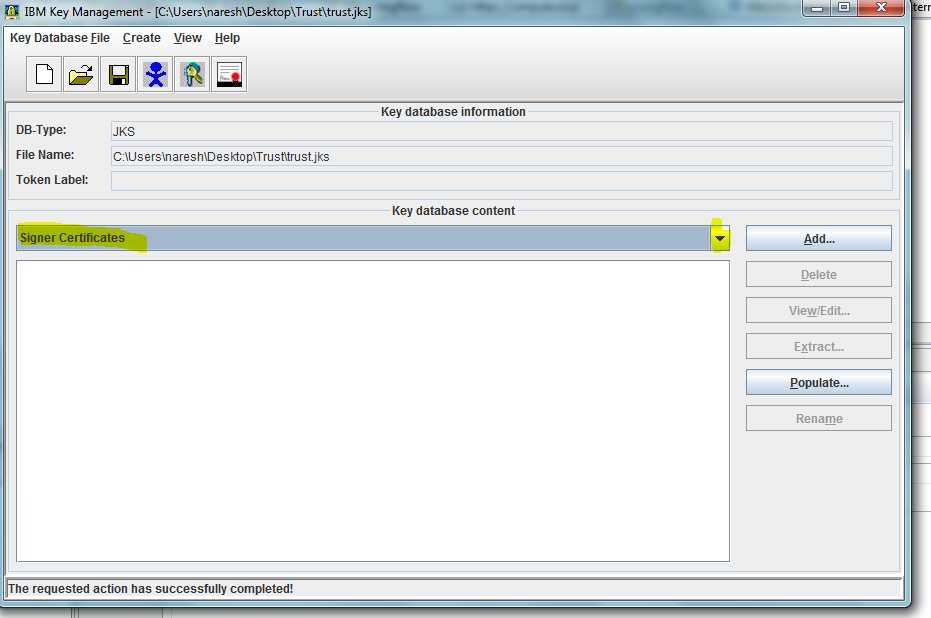 IBM Key Management - [C:\Users\naresh\Desktop\Trust\trust.jks]
Key Database File Create View Help
Key database information
DB-Type: JKS
File Name: C:\Users\naresh\Desktop\Trust\trust.jks
Token Label:
Key database content
Signer Certificates
Add...
Delete
View/Edit...
Extract...
Populate...
Rename
The requested action has successfully completed!